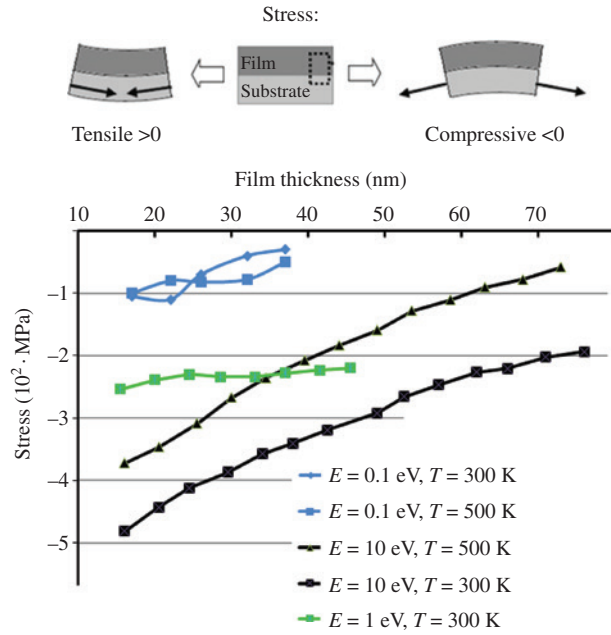 Stress:
Film
Substrate
Tensile >0
Compressive <0
Film thickness (nm)
10 20 30 40 50 60 70
Stress (10² · MPa)
−1
−2
−3
−4
−5
E = 0.1 eV, T = 300 K
E = 0.1 eV, T = 500 K
E = 10 eV, T = 500 K
E = 10 eV, T = 300 K
E = 1 eV, T = 300 K